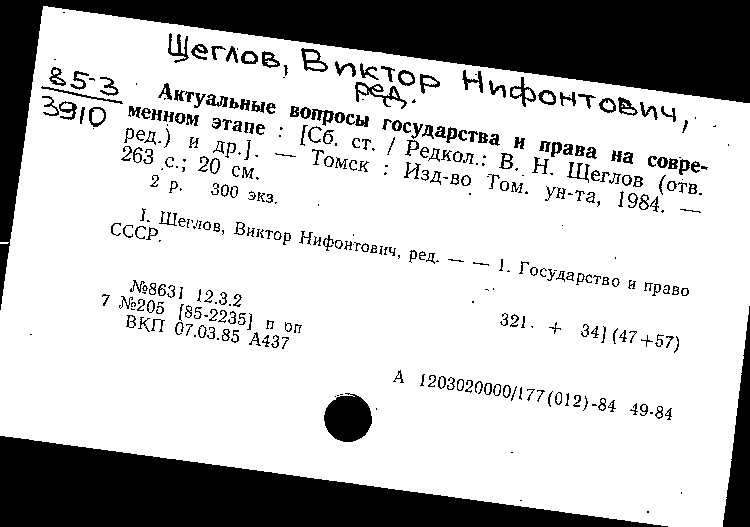 Щеглов, Виктор Нифонтович,
ред.
85-3
3910
Актуальные вопросы государства и права на совре-
менном этапе : [Сб. ст. / Редкол.: В. Н. Щеглов (отв.
ред.) и др.]. — Томск : Изд-во Том. ун-та, 1984. —
263 с.; 20 см.
2 р. 300 экз.
I. Щеглов, Виктор Нифонтович, ред. — — 1. Государство и право
СССР.
№8631 12.3.2
7 №205 [85-2235] п оп
ВКП 07.03.85 А437
321. + 34](47+57)
А 1203020000/177(012)-84 49-84